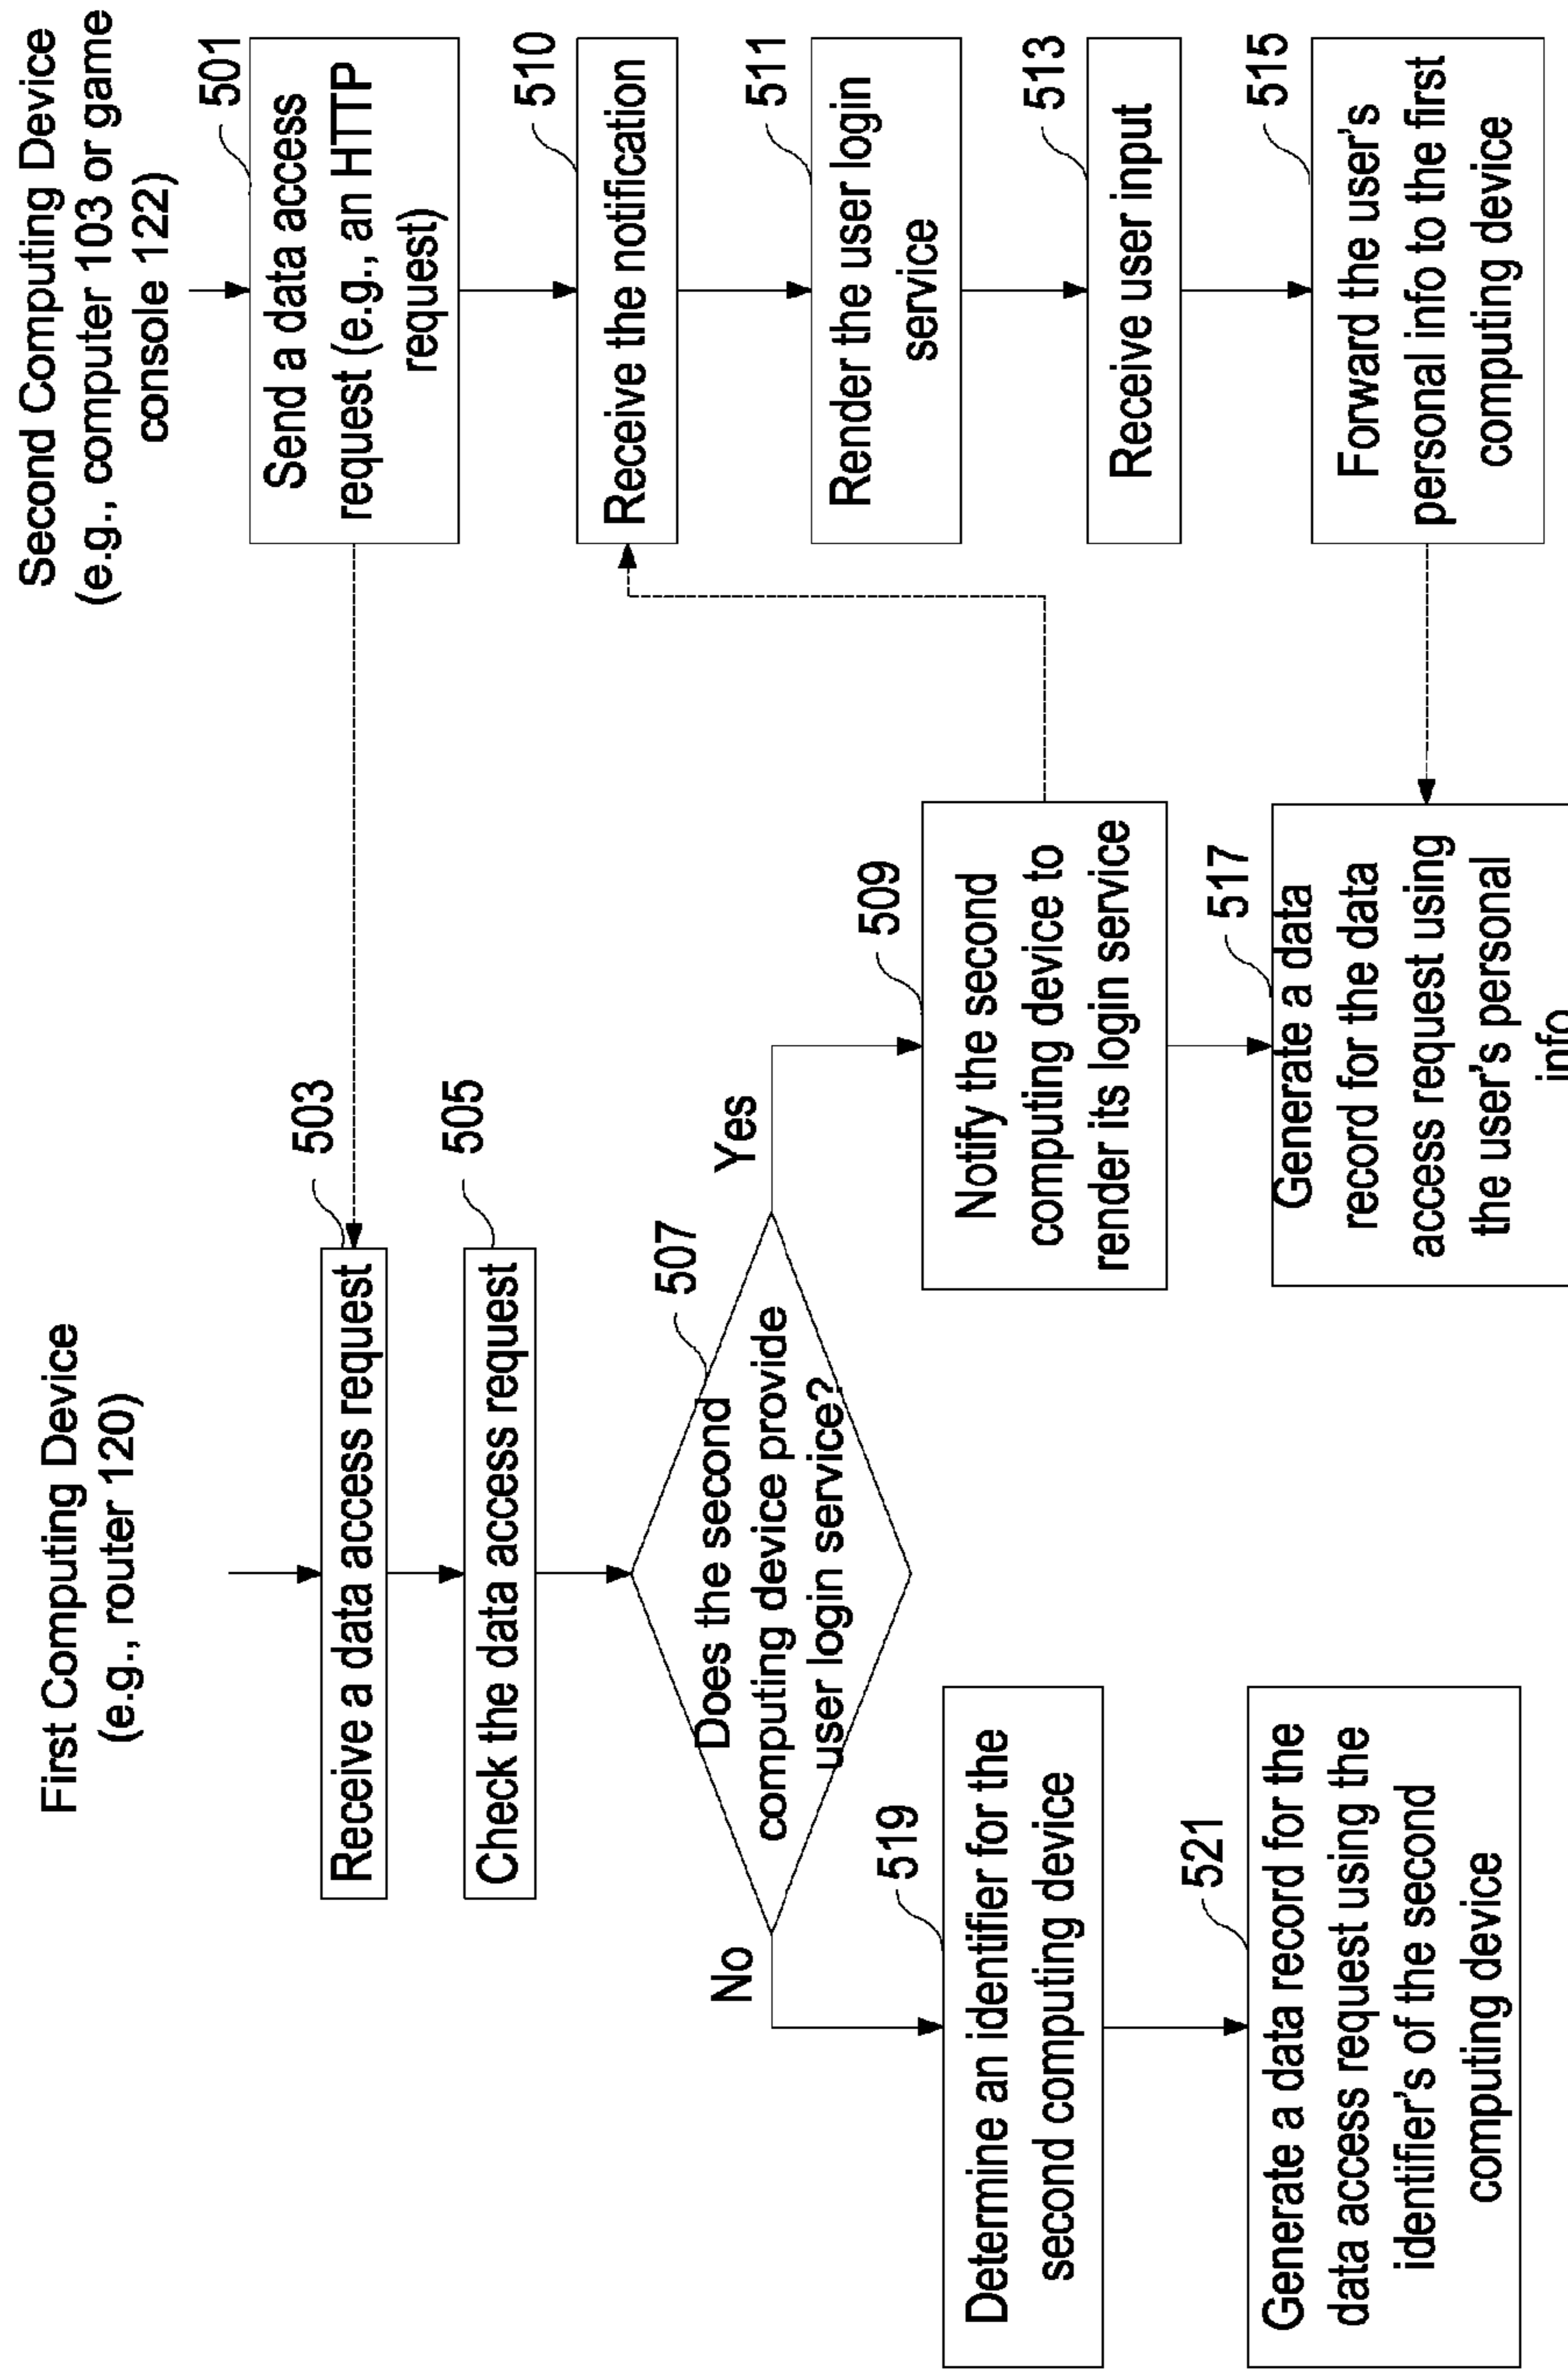 First Computing Device
(e.g., router 120)
503
Receive a data access request
505
Check the data access request
507
Does the second
computing device provide
user login service?
No
Yes
519
Determine an identifier for the
second computing device
521
Generate a data record for the
data access request using the
identifier's of the second
computing device
509
Notify the second
computing device to
render its login service
517
Generate a data
record for the data
access request using
the user's personal
info
Second Computing Device
(e.g., computer 103 or game
console 122)
501
Send a data access
request (e.g., an HTTP
request)
510
Receive the notification
511
Render the user login
service
513
Receive user input
515
Forward the user's
personal info to the first
computing device